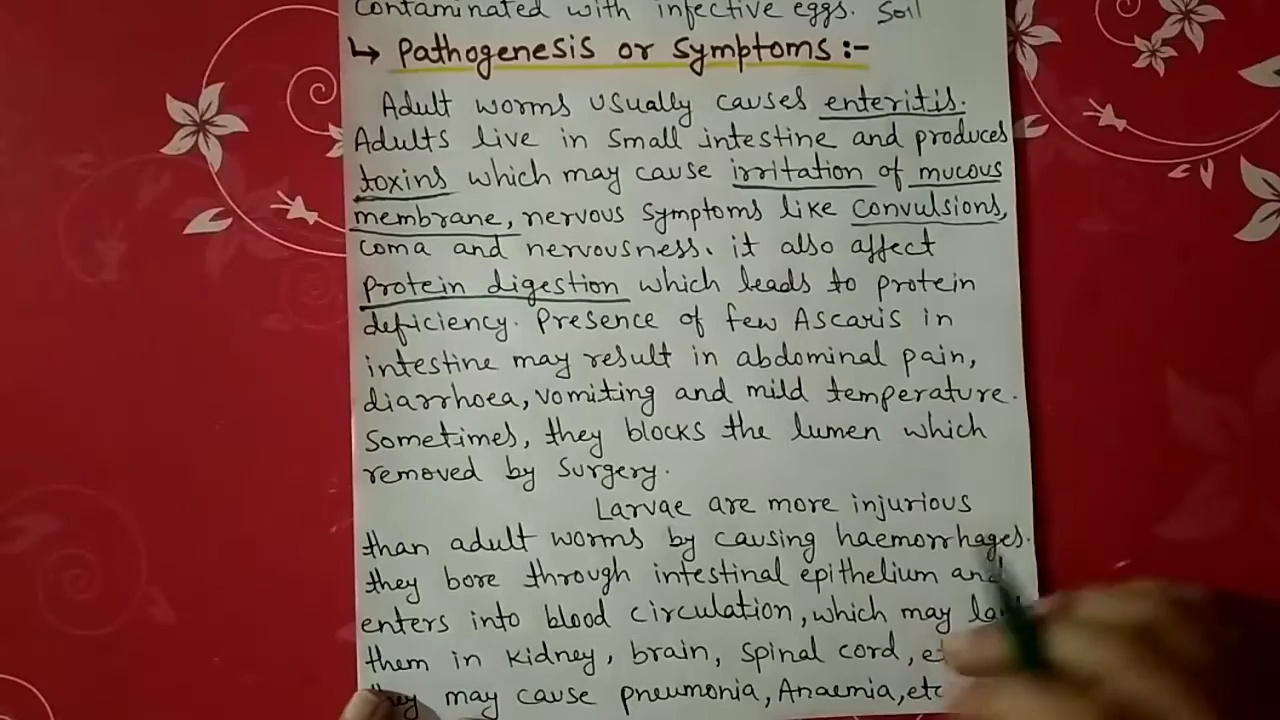 contaminated with infective eggs. Soil
↳ Pathogenesis or Symptoms :-
Adult worms usually causes enteritis.
Adults live in small intestine and produces
toxins which may cause irritation of mucous
membrane, nervous symptoms like convulsions,
coma and nervousness. it also affect
protein digestion which leads to protein
deficiency. Presence of few Ascaris in
intestine may result in abdominal pain,
diarrhoea, vomiting and mild temperature.
Sometimes, they blocks the lumen which
removed by surgery.
Larvae are more injurious
than adult worms by causing haemorrhages.
they bore through intestinal epithelium and
enters into blood circulation, which may
them in kidney, brain, spinal cord,
they may cause pneumonia, Anaemia, etc